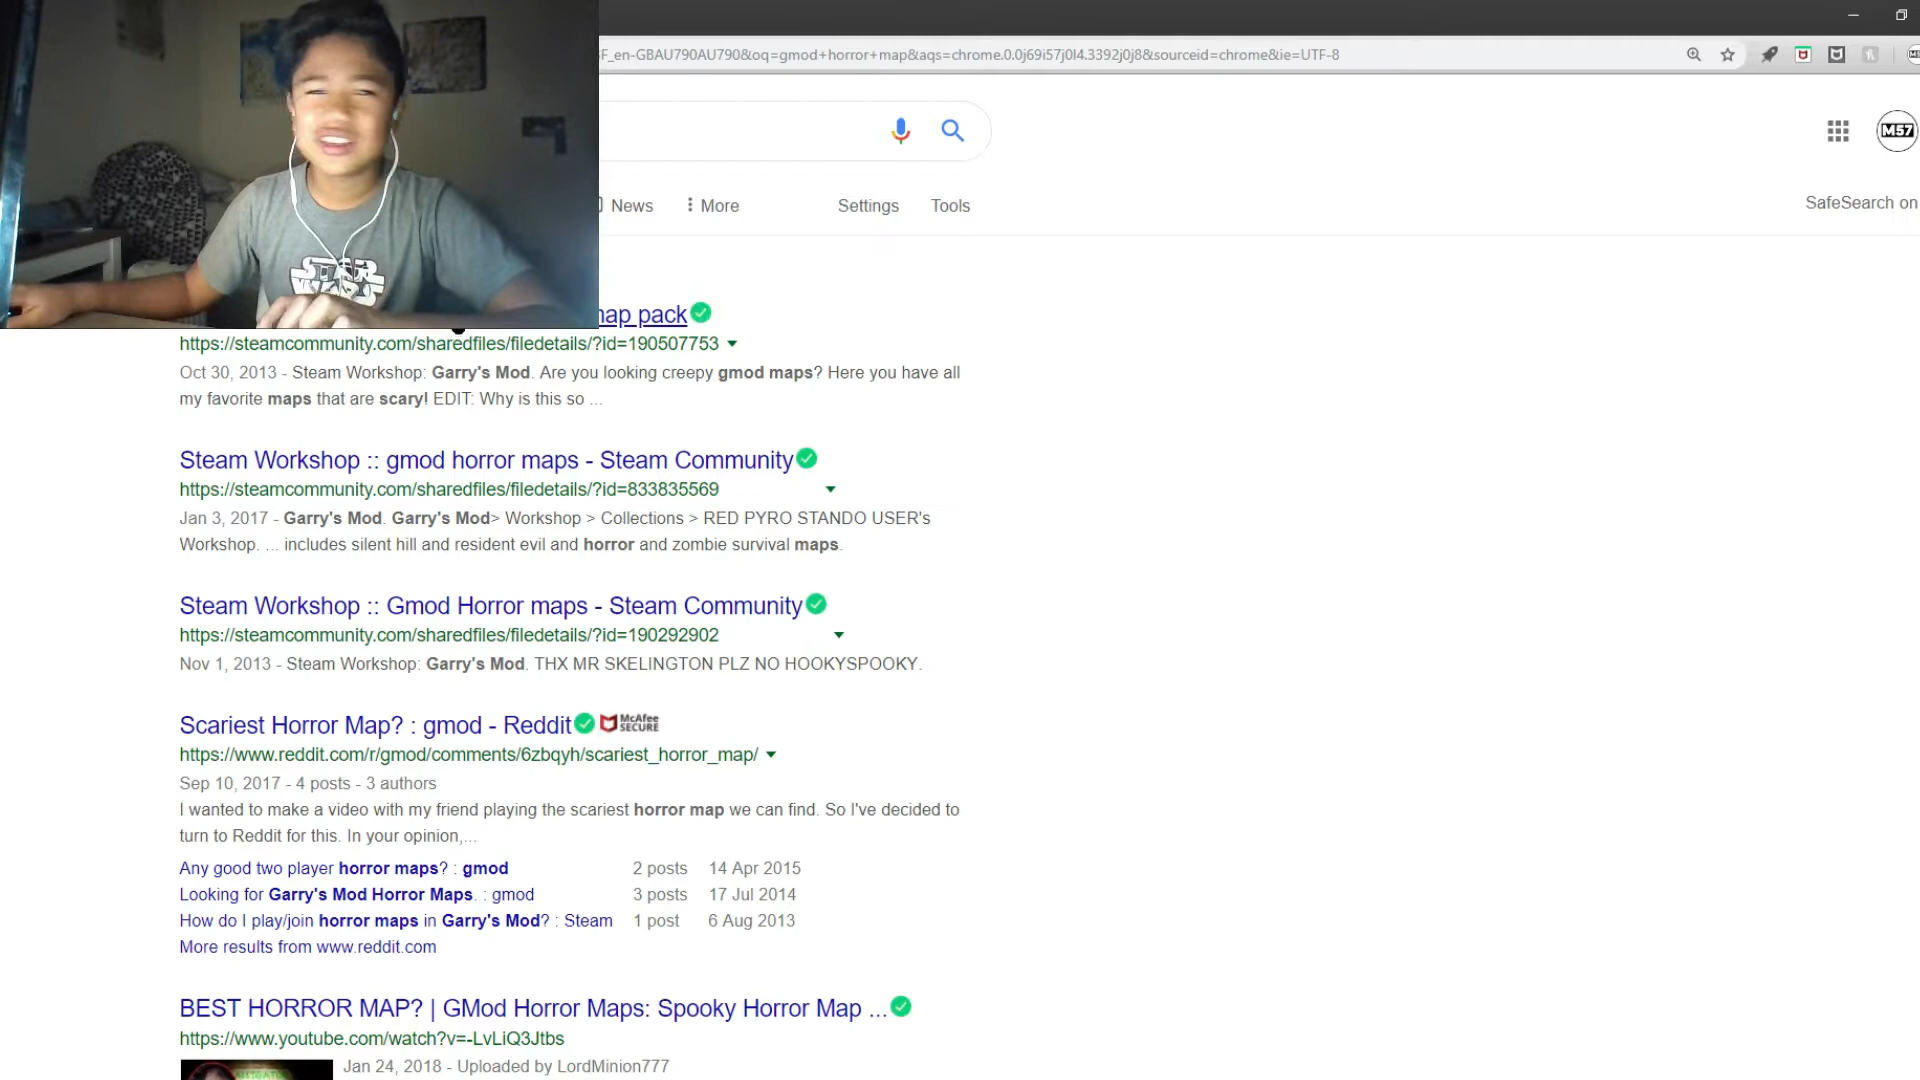 F_en-GBAU790AU790&oq=gmod+horror+map&aqs=chrome.0.0j69i57j0l4.3392j0j8&sourceid=chrome&ie=UTF-8
M57
News
More
Settings
Tools
SafeSearch on
STAR WARS
map pack
https://steamcommunity.com/sharedfiles/filedetails/?id=190507753
Oct 30, 2013 - Steam Workshop: Garry's Mod. Are you looking creepy gmod maps? Here you have all
my favorite maps that are scary! EDIT: Why is this so ...
Steam Workshop :: gmod horror maps - Steam Community
https://steamcommunity.com/sharedfiles/filedetails/?id=833835569
Jan 3, 2017 - Garry's Mod. Garry's Mod> Workshop > Collections > RED PYRO STANDO USER's
Workshop. ... includes silent hill and resident evil and horror and zombie survival maps.
Steam Workshop :: Gmod Horror maps - Steam Community
https://steamcommunity.com/sharedfiles/filedetails/?id=190292902
Nov 1, 2013 - Steam Workshop: Garry's Mod. THX MR SKELINGTON PLZ NO HOOKYSPOOKY.
Scariest Horror Map? : gmod - Reddit McAfee SECURE
https://www.reddit.com/r/gmod/comments/6zbqyh/scariest_horror_map/
Sep 10, 2017 - 4 posts - 3 authors
I wanted to make a video with my friend playing the scariest horror map we can find. So I've decided to
turn to Reddit for this. In your opinion,...
Any good two player horror maps? : gmod 2 posts 14 Apr 2015
Looking for Garry's Mod Horror Maps. : gmod 3 posts 17 Jul 2014
How do I play/join horror maps in Garry's Mod? : Steam 1 post 6 Aug 2013
More results from www.reddit.com
BEST HORROR MAP? | GMod Horror Maps: Spooky Horror Map ...
https://www.youtube.com/watch?v=-LvLiQ3Jtbs
Jan 24, 2018 - Uploaded by LordMinion777